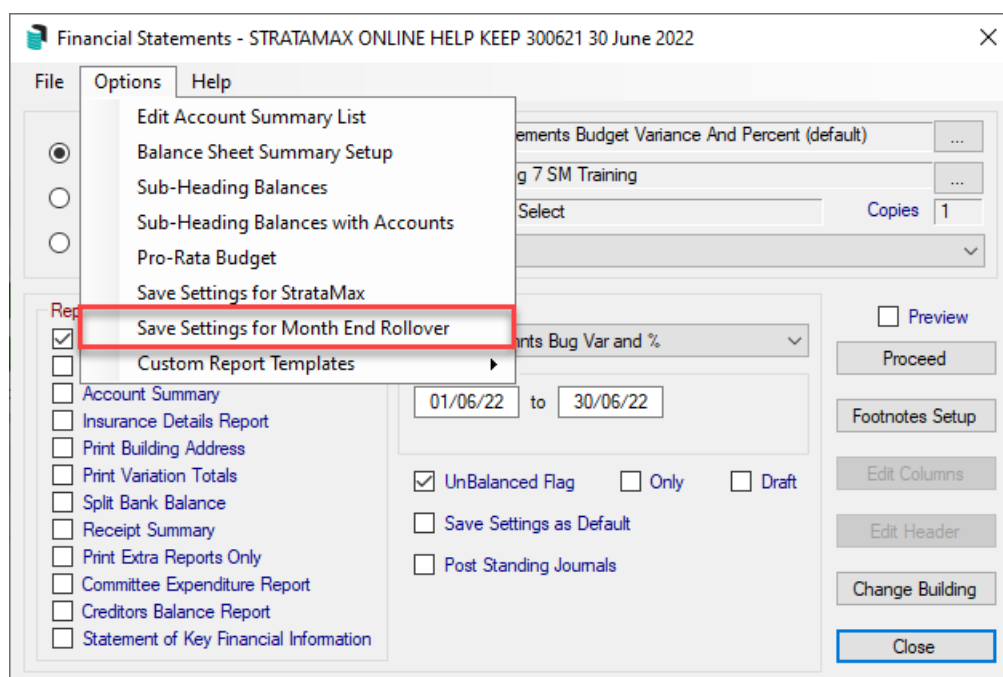 Financial Statements - STRATAMAX ONLINE HELP KEEP 300621 30 June 2022
File Options Help
Edit Account Summary List
Balance Sheet Summary Setup
Sub-Heading Balances
Sub-Heading Balances with Accounts
Pro-Rata Budget
Save Settings for StrataMax
Save Settings for Month End Rollover
Custom Report Templates
ements Budget Variance And Percent (default) ...
g 7 SM Training ...
Select Copies 1
Rep
Bug Var and %
Account Summary
Insurance Details Report
Print Building Address
Print Variation Totals
Split Bank Balance
Receipt Summary
Print Extra Reports Only
Committee Expenditure Report
Creditors Balance Report
Statement of Key Financial Information
01/06/22 to 30/06/22
UnBalanced Flag Only Draft
Save Settings as Default
Post Standing Journals
Preview
Proceed
Footnotes Setup
Edit Columns
Edit Header
Change Building
Close